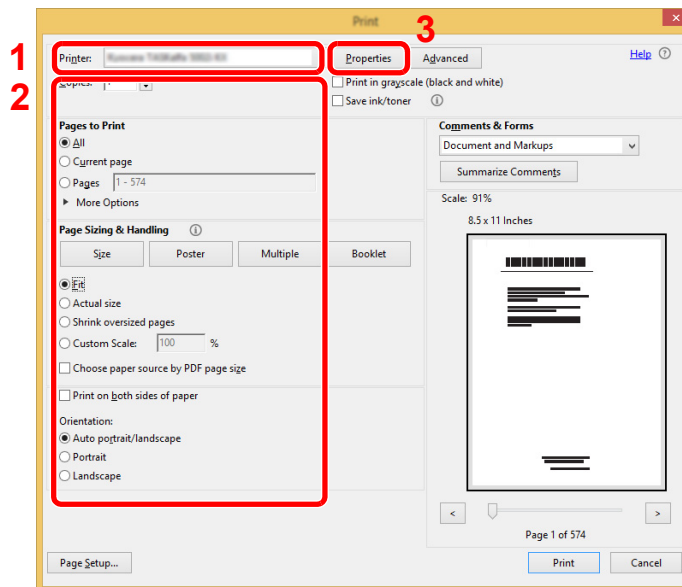 Print
3
1
Printer:
Properties
Advanced
Help
2
Copies:
Print in grayscale (black and white)
Save ink/toner
Pages to Print
All
Current page
Pages 1 - 574
More Options
Comments & Forms
Document and Markups
Summarize Comments
Scale: 91%
8.5 x 11 Inches
Page Sizing & Handling
Size Poster Multiple Booklet
Fit
Actual size
Shrink oversized pages
Custom Scale: 100 %
Choose paper source by PDF page size
Print on both sides of paper
Orientation:
Auto portrait/landscape
Portrait
Landscape
< >
Page 1 of 574
Page Setup... Print Cancel